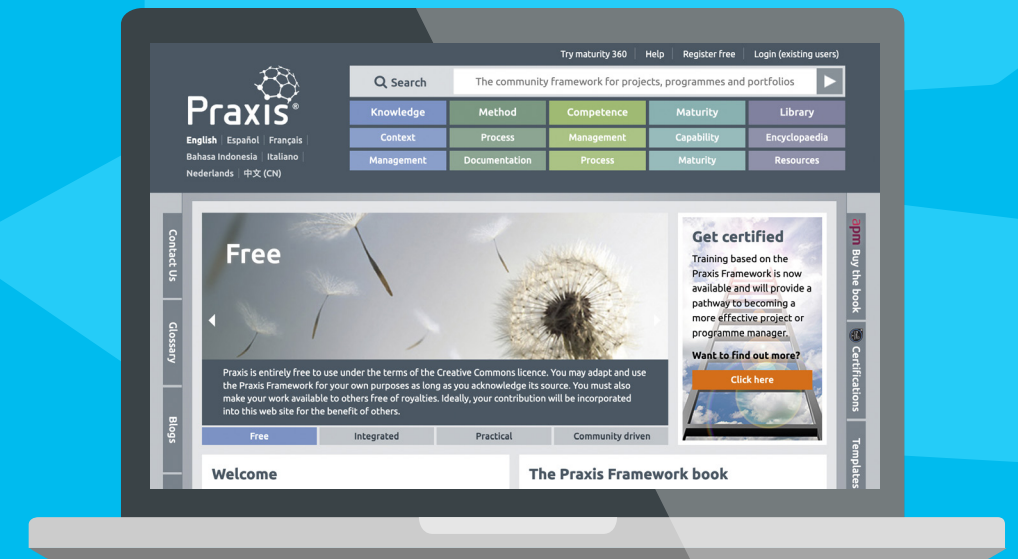 Try maturity 360 | Help | Register free | Login (existing users)
Search
The community framework for projects, programmes and portfolios
Praxis®
English | Español | Français |
Bahasa Indonesia | Italiano |
Nederlands | 中文 (CN)
Knowledge Method Competence Maturity Library
Context Process Management Capability Encyclopaedia
Management Documentation Process Maturity Resources
Contact Us
Glossary
Blogs
Free
Praxis is entirely free to use under the terms of the Creative Commons licence. You may adapt and use
the Praxis Framework for your own purposes as long as you acknowledge its source. You must also
make your work available to others free of royalties. Ideally, your contribution will be incorporated
into this web site for the benefit of others.
Free Integrated Practical Community driven
Get certified
Training based on the
Praxis Framework is now
available and will provide a
pathway to becoming a
more effective project or
programme manager.
Want to find out more?
Click here
apm Buy the book
Certifications
Templates
Welcome
The Praxis Framework book